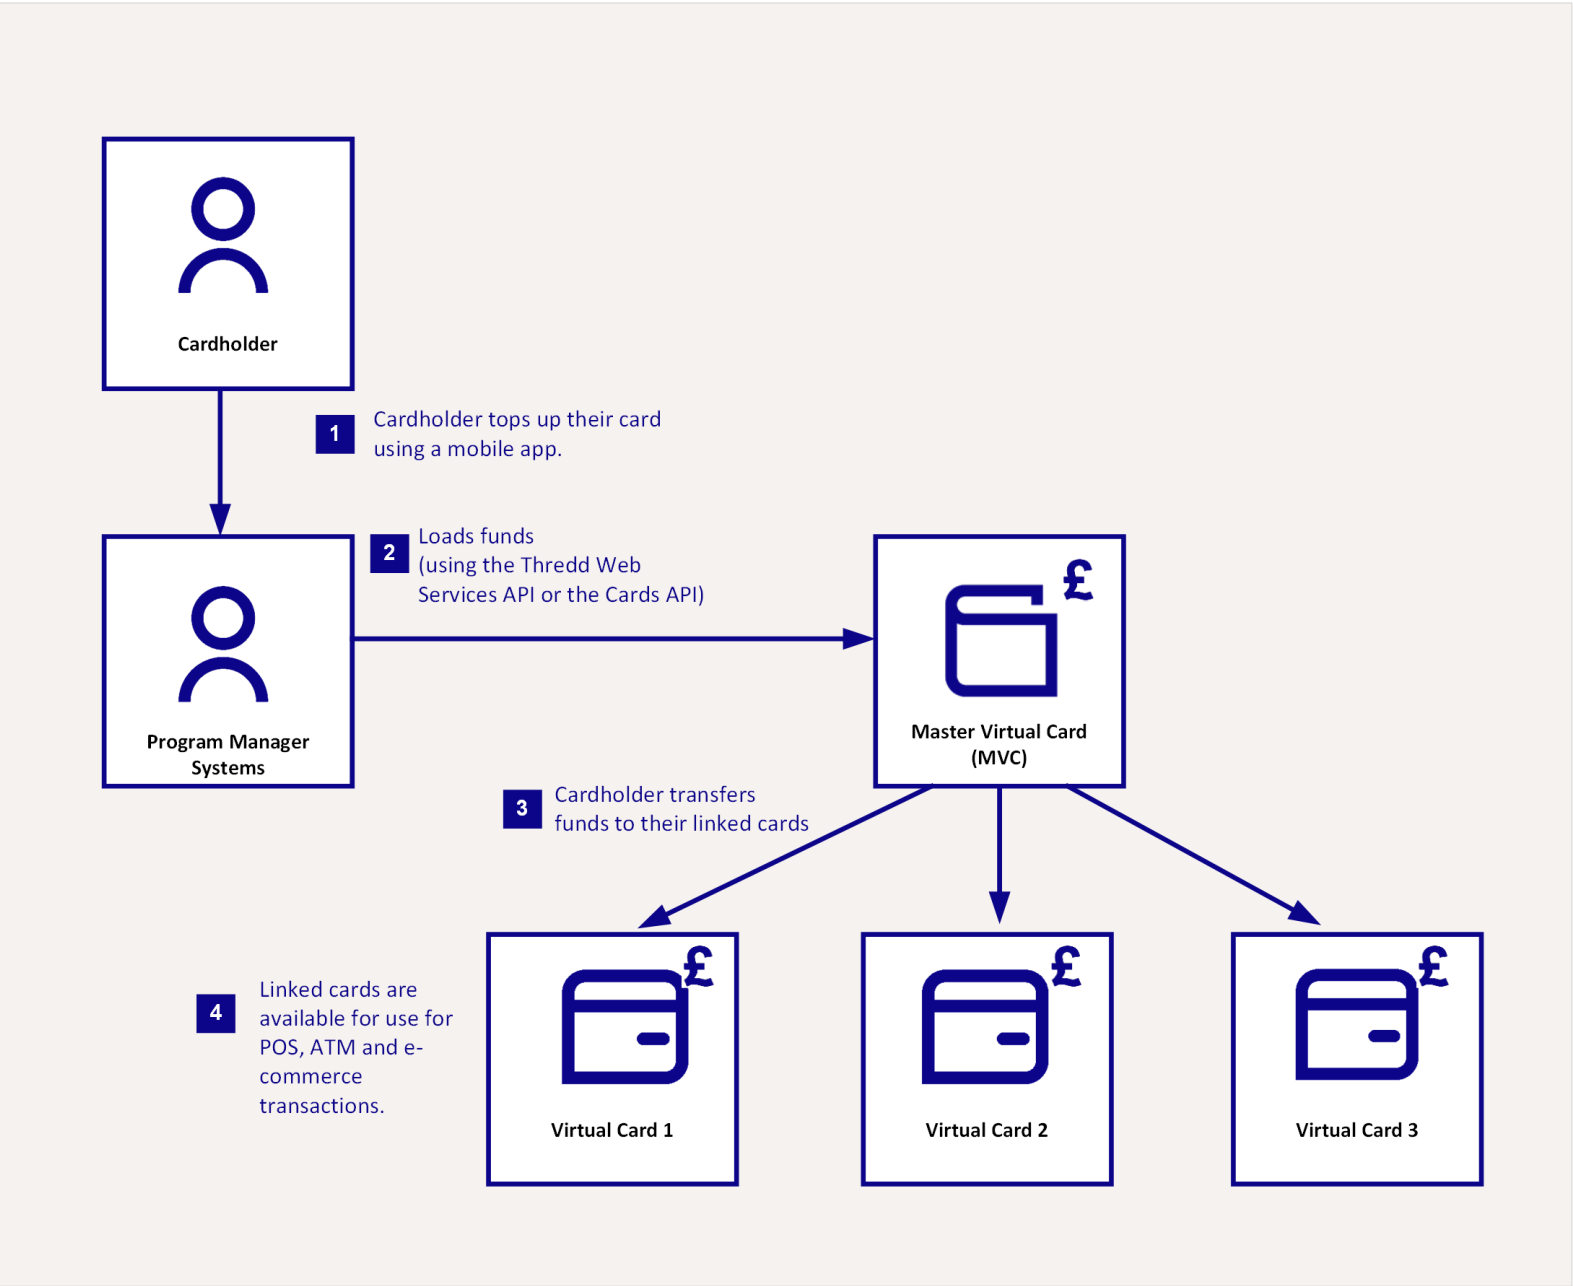 Cardholder
1
Cardholder tops up their card
using a mobile app.
2
Loads funds
(using the Thredd Web
Services API or the Cards API)
£
Program Manager
Systems
Master Virtual Card
(MVC)
3
Cardholder transfers
funds to their linked cards
4
Linked cards are
available for use for
POS, ATM and e-
commerce
transactions.
£
Virtual Card 1
£
Virtual Card 2
£
Virtual Card 3